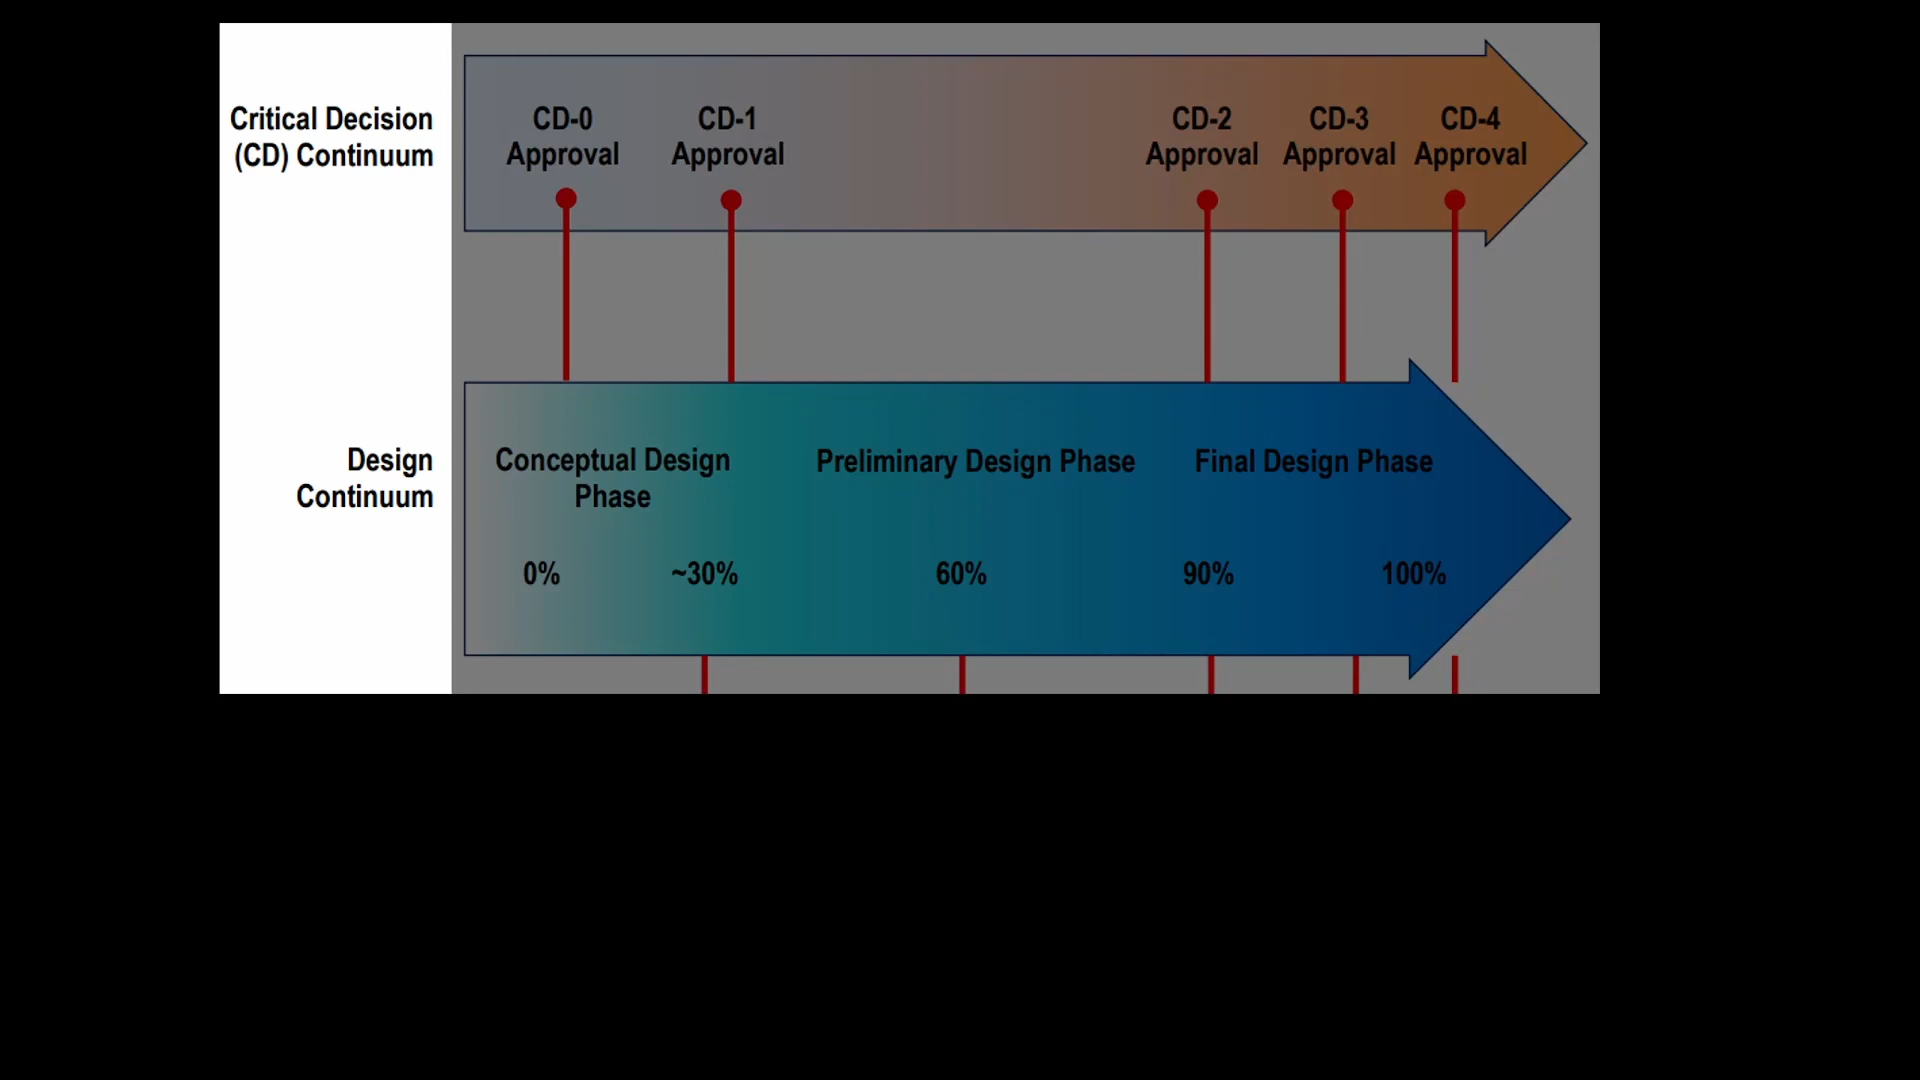 Critical Decision
(CD) Continuum
CD-0
Approval
CD-1
Approval
CD-2
Approval
CD-3
Approval
CD-4
Approval
Design
Continuum
Conceptual Design
Phase
Preliminary Design Phase
Final Design Phase
0%
~30%
60%
90%
100%